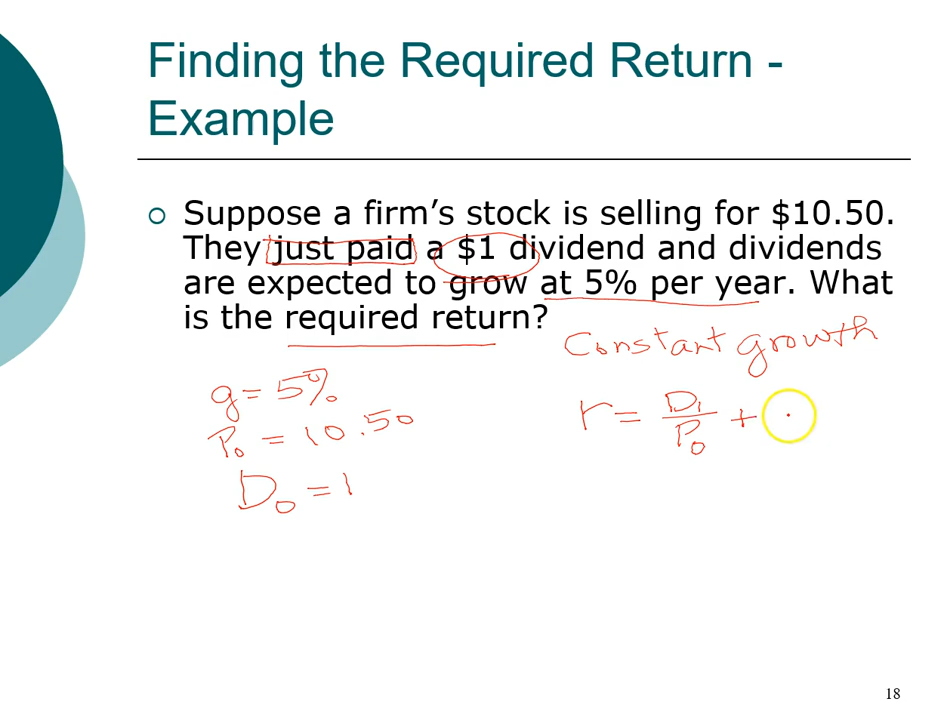 Finding the Required Return -
Example
Suppose a firm's stock is selling for $10.50.
They just paid a $1 dividend and dividends
are expected to grow at 5% per year. What
is the required return?
Constant growth
g = 5%
P₀ = 10.50
r = D₁/P₀ +
D₀ = 1
18